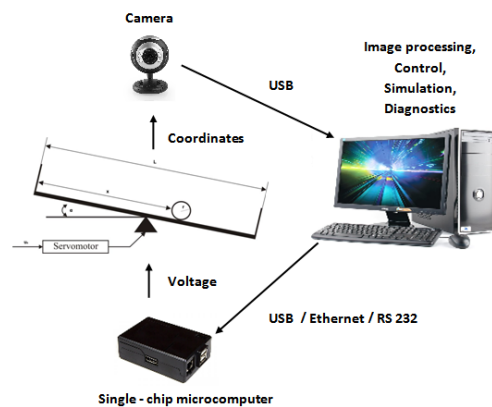 Camera
Image processing,
Control,
Simulation,
Diagnostics
USB
Coordinates
L
Servomotor
Voltage
USB / Ethernet / RS 232
Single - chip microcomputer